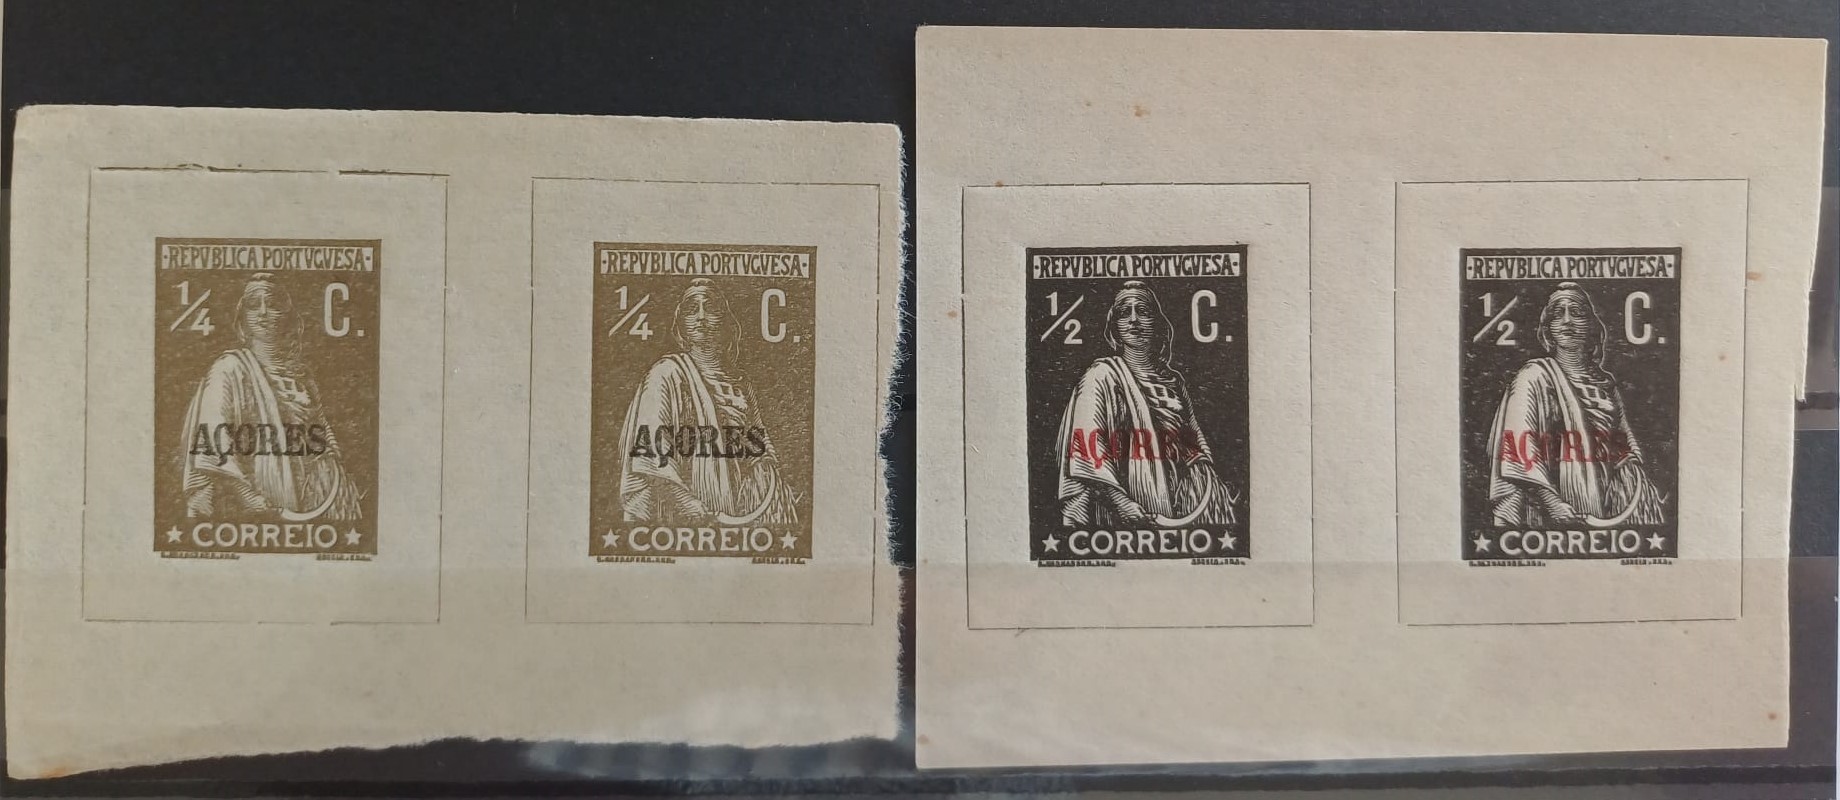 ·REPVBLICA PORTVGVESA·
1/4 C.
AÇORES
★ CORREIO ★
·REPVBLICA PORTVGVESA·
1/4 C.
AÇORES
★ CORREIO ★
·REPVBLICA PORTVGVESA·
1/2 C.
AÇORES
★ CORREIO ★
·REPVBLICA PORTVGVESA·
1/2 C.
AÇORES
★ CORREIO ★